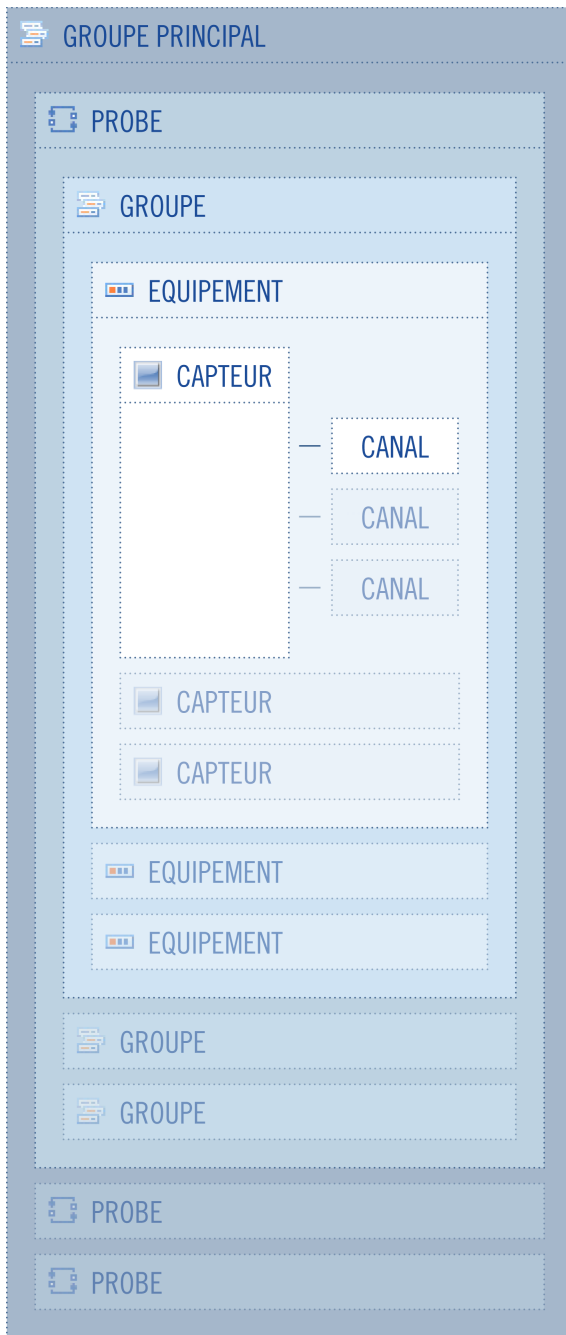 GROUPE PRINCIPAL
PROBE
GROUPE
EQUIPEMENT
CAPTEUR
CANAL
CANAL
CANAL
CAPTEUR
CAPTEUR
EQUIPEMENT
EQUIPEMENT
GROUPE
GROUPE
PROBE
PROBE